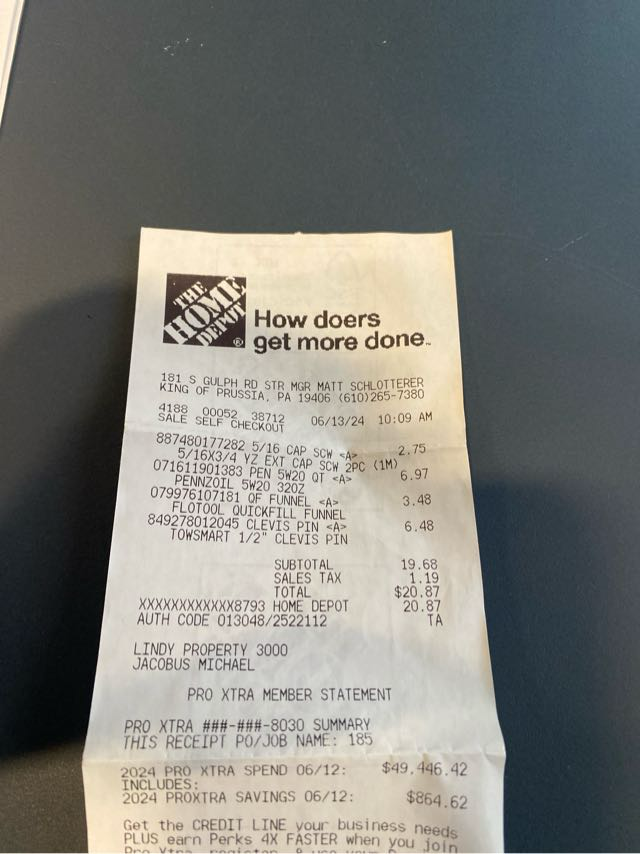 THE
HOME
DEPOT
®
How doers
get more done™
181 S GULPH RD STR MGR MATT SCHLOTTERER
KING OF PRUSSIA, PA 19406 (610)265-7380
4188 00052 38712 06/13/24 10:09 AM
SALE SELF CHECKOUT
887480177282 5/16 CAP SCW <A> 2.75
5/16X3/4 YZ EXT CAP SCW 2PC (1M)
071611901383 PEN 5W20 QT <A> 6.97
PENNZOIL 5W20 32OZ
079976107181 QF FUNNEL <A> 3.48
FLOTOOL QUICKFILL FUNNEL
849278012045 CLEVIS PIN <A> 6.48
TOWSMART 1/2" CLEVIS PIN
SUBTOTAL 19.68
SALES TAX 1.19
TOTAL $20.87
XXXXXXXXXXXX8793 HOME DEPOT 20.87
AUTH CODE 013048/2522112 TA
LINDY PROPERTY 3000
JACOBUS MICHAEL
PRO XTRA MEMBER STATEMENT
PRO XTRA ###-###-8030 SUMMARY
THIS RECEIPT PO/JOB NAME: 185
2024 PRO XTRA SPEND 06/12: $49,446.42
INCLUDES:
2024 PROXTRA SAVINGS 06/12: $864.62
Get the CREDIT LINE your business needs
PLUS earn Perks 4X FASTER when you join